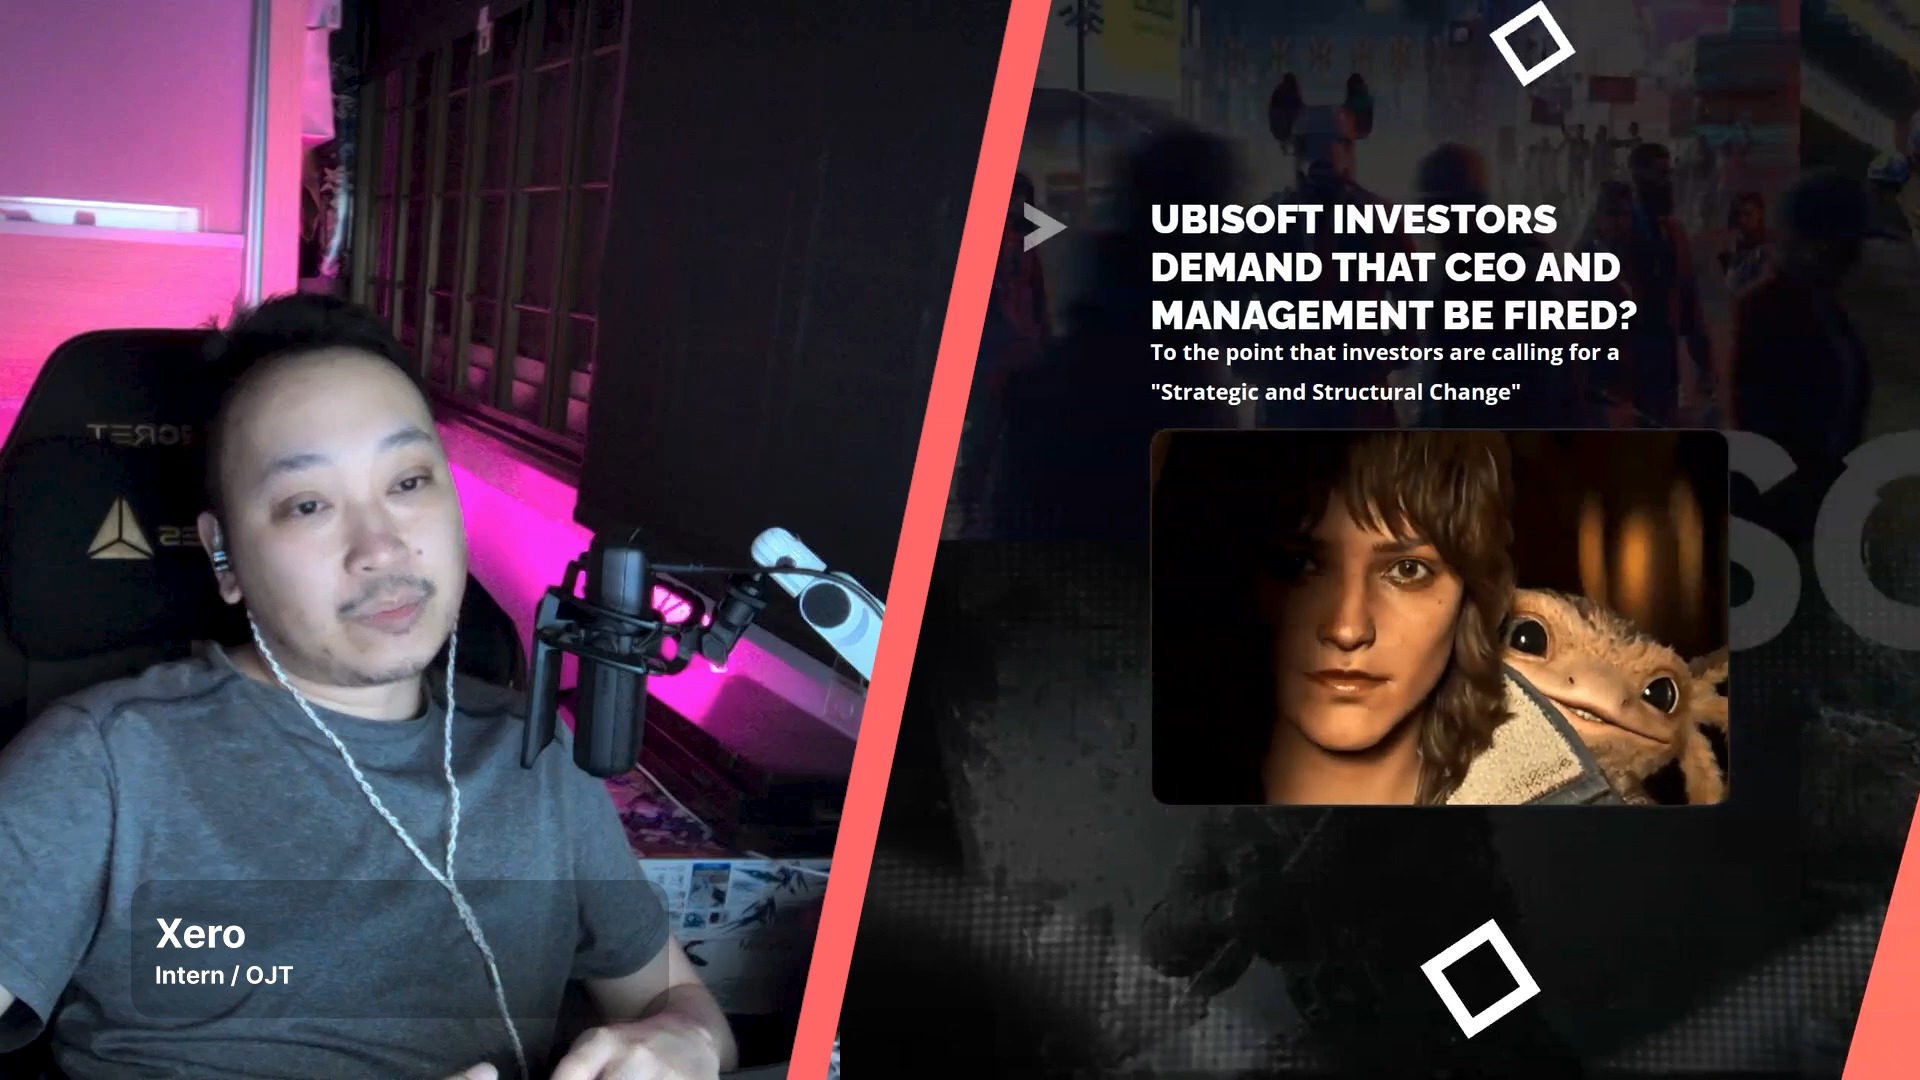 UBISOFT INVESTORS
DEMAND THAT CEO AND
MANAGEMENT BE FIRED?
To the point that investors are calling for a
"Strategic and Structural Change"
SO
Xero
Intern / OJT